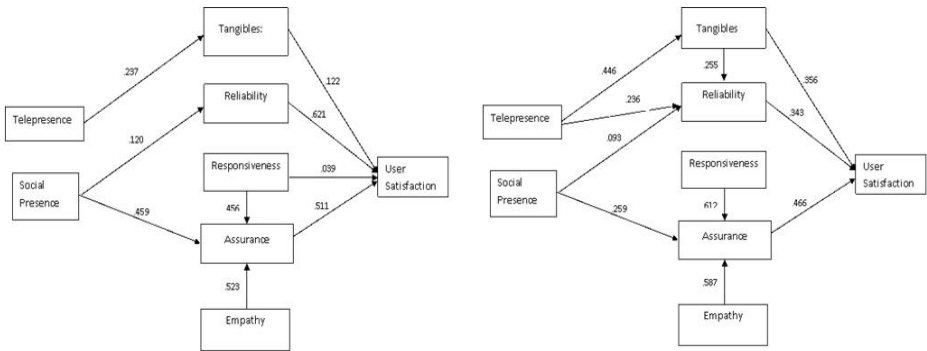 Tangibles:
.237
.122
Telepresence
Reliability
.621
.120
Responsiveness
.039
User
Satisfaction
Social
Presence
.456
.511
.459
Assurance
.523
Empathy
Tangibles
.446
.255
.356
.236
Reliability
.343
Telepresence
.093
Responsiveness
User
Satisfaction
Social
Presence
.612
.466
.259
Assurance
.587
Empathy